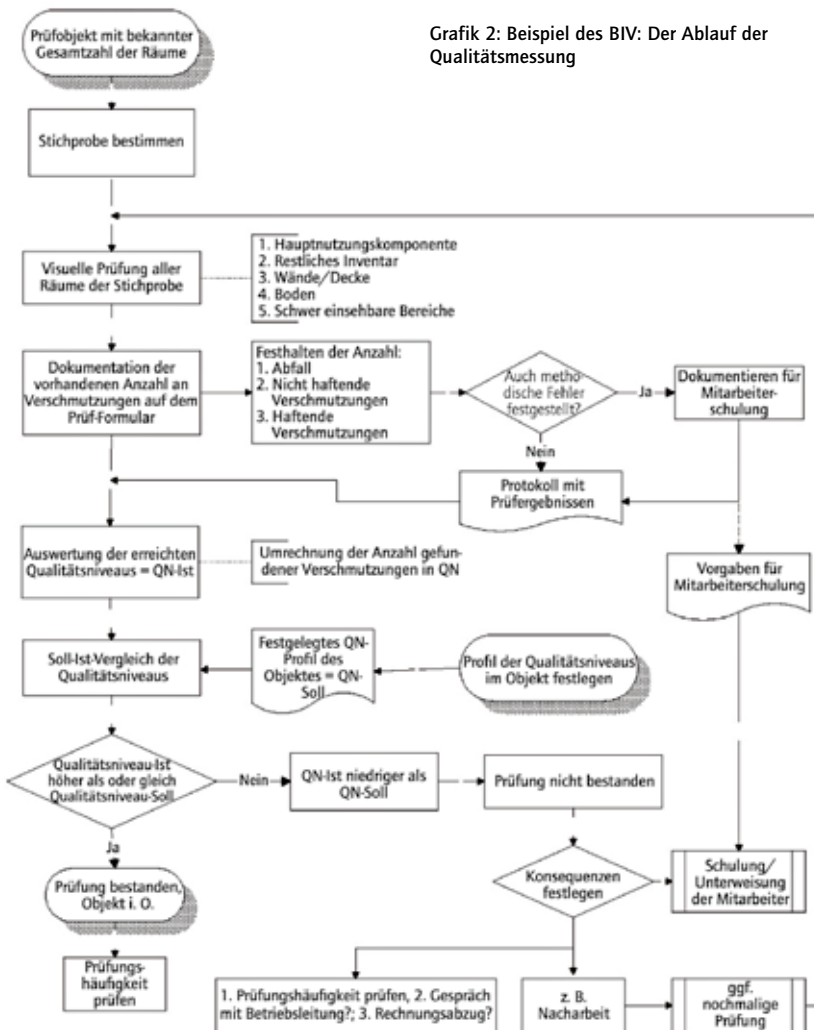 Grafik 2: Beispiel des BIV: Der Ablauf der
Qualitätsmessung
Prüfobjekt mit bekannter
Gesamtzahl der Räume
Stichprobe bestimmen
Visuelle Prüfung aller
Räume der Stichprobe
1. Hauptnutzungskomponente
2. Restliches Inventar
3. Wände/Decke
4. Boden
5. Schwer einsehbare Bereiche
Dokumentation der
vorhandenen Anzahl an
Verschmutzungen auf dem
Prüf-Formular
Festhalten der Anzahl:
1. Abfall
2. Nicht haftende
Verschmutzungen
3. Haftende
Verschmutzungen
Auch metho-
dische Fehler
festgestellt?
Ja
Dokumentieren für
Mitarbeiter-
schulung
Nein
Protokoll mit
Prüfergebnissen
Auswertung der erreichten
Qualitätsniveaus = QN-Ist
Umrechnung der Anzahl gefun-
dener Verschmutzungen in QN
Vorgaben für
Mitarbeiterschulung
Soll-Ist-Vergleich der
Qualitätsniveaus
Festgelegtes QN-
Profil des
Objektes = QN-
Soll
Profil der Qualitätsniveaus
im Objekt festlegen
Qualitätsniveau-Ist
höher als oder gleich
Qualitätsniveau-Soll
Nein
QN-Ist niedriger als
QN-Soll
Prüfung nicht bestanden
Ja
Prüfung bestanden,
Objekt i. O.
Konsequenzen
festlegen
Schulung/
Unterweisung
der Mitarbeiter
Prüfungs-
häufigkeit
prüfen
1. Prüfungshäufigkeit prüfen, 2. Gespräch
mit Betriebsleitung?; 3. Rechnungsabzug?
z. B.
Nacharbeit
ggf.
nochmalige
Prüfung